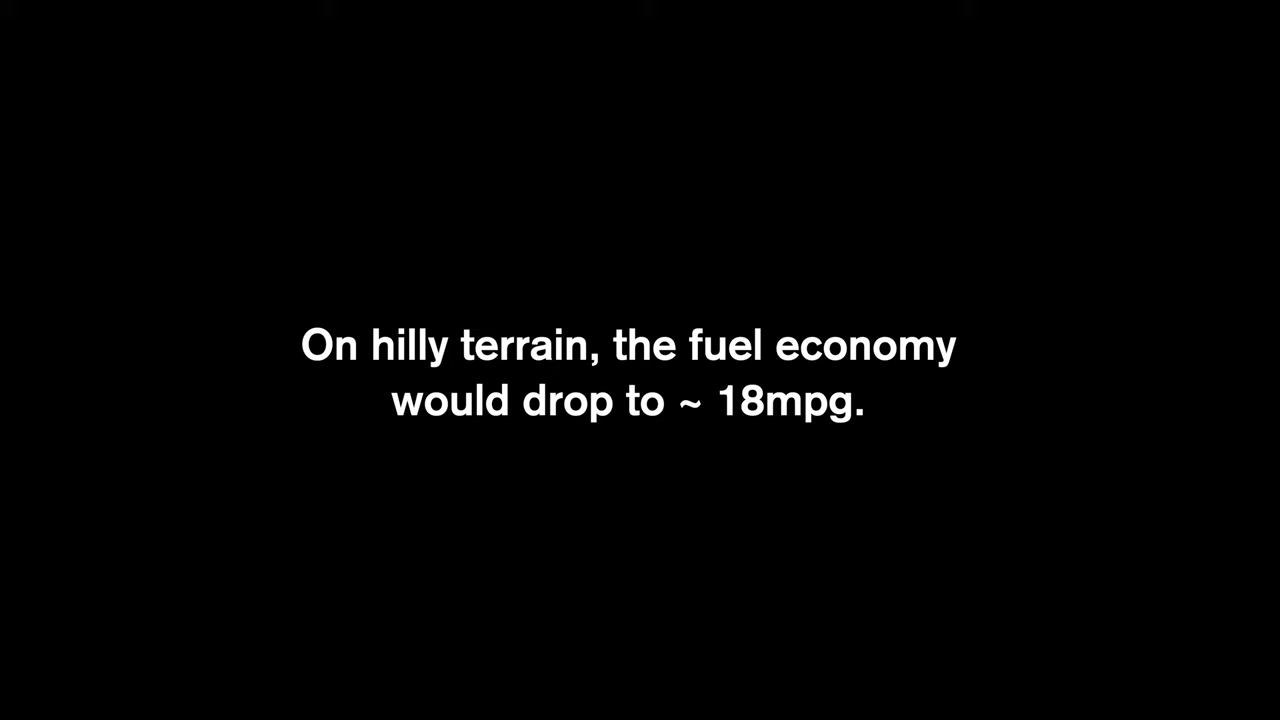 On hilly terrain, the fuel economy
would drop to ~ 18mpg.